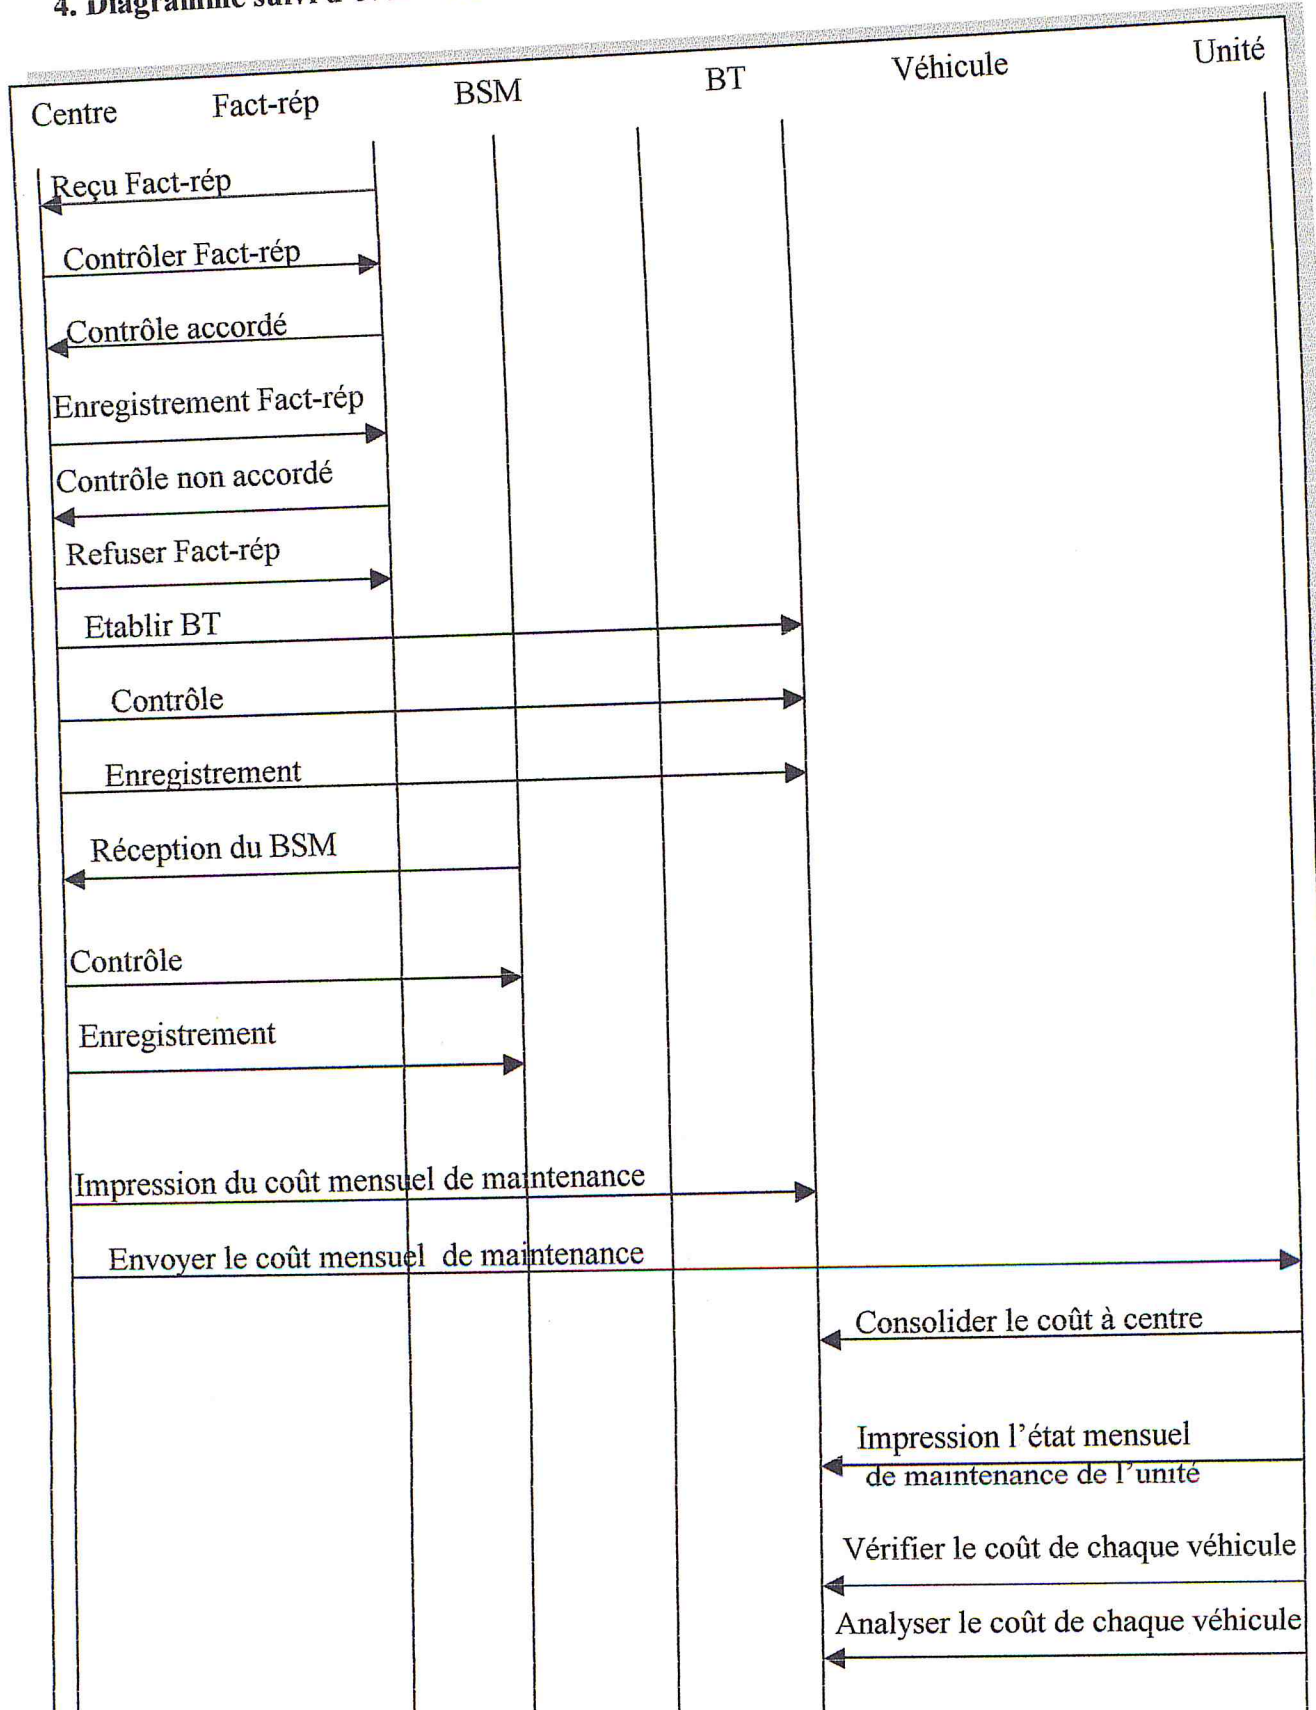 4. Diagramme suivi d'
Centre Fact-rép BSM BT Véhicule Unité
Reçu Fact-rép
Contrôler Fact-rép
Contrôle accordé
Enregistrement Fact-rép
Contrôle non accordé
Refuser Fact-rép
Etablir BT
Contrôle
Enregistrement
Réception du BSM
Contrôle
Enregistrement
Impression du coût mensuel de maintenance
Envoyer le coût mensuel de maintenance
Consolider le coût à centre
Impression l'état mensuel
de maintenance de l'unité
Vérifier le coût de chaque véhicule
Analyser le coût de chaque véhicule